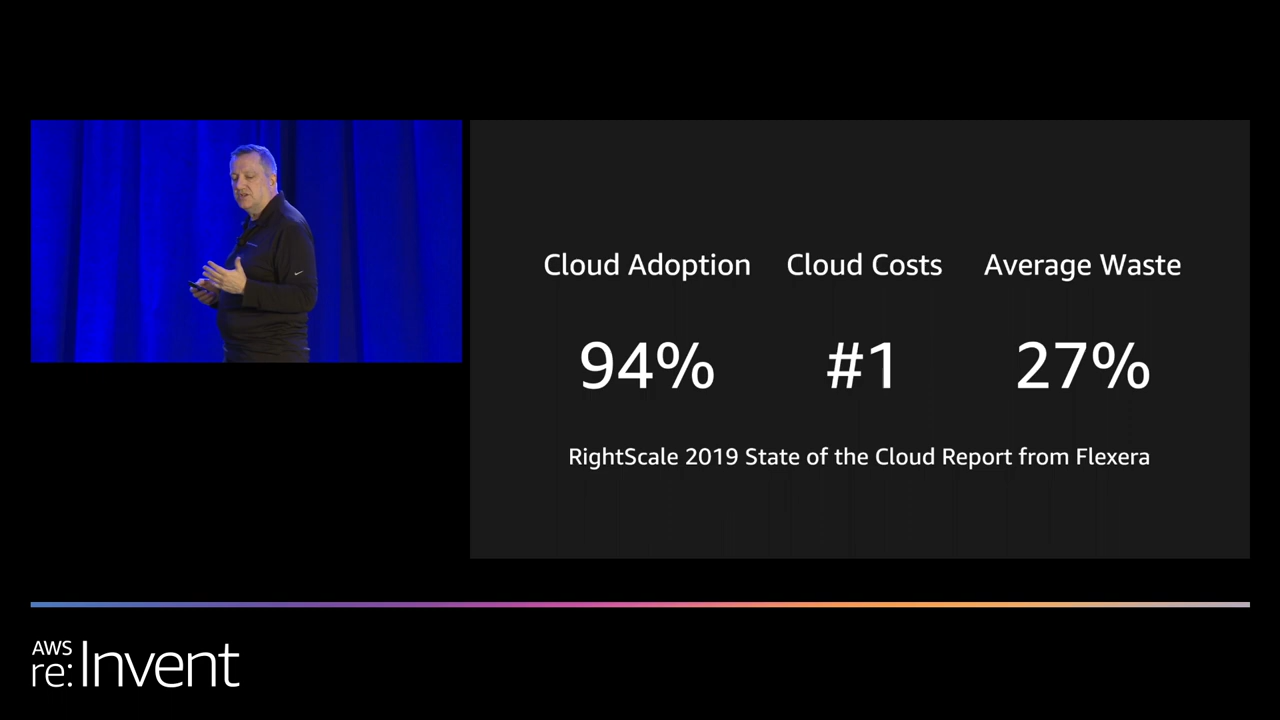 Cloud Adoption Cloud Costs Average Waste
94% #1 27%
RightScale 2019 State of the Cloud Report from Flexera
AWS
re:Invent